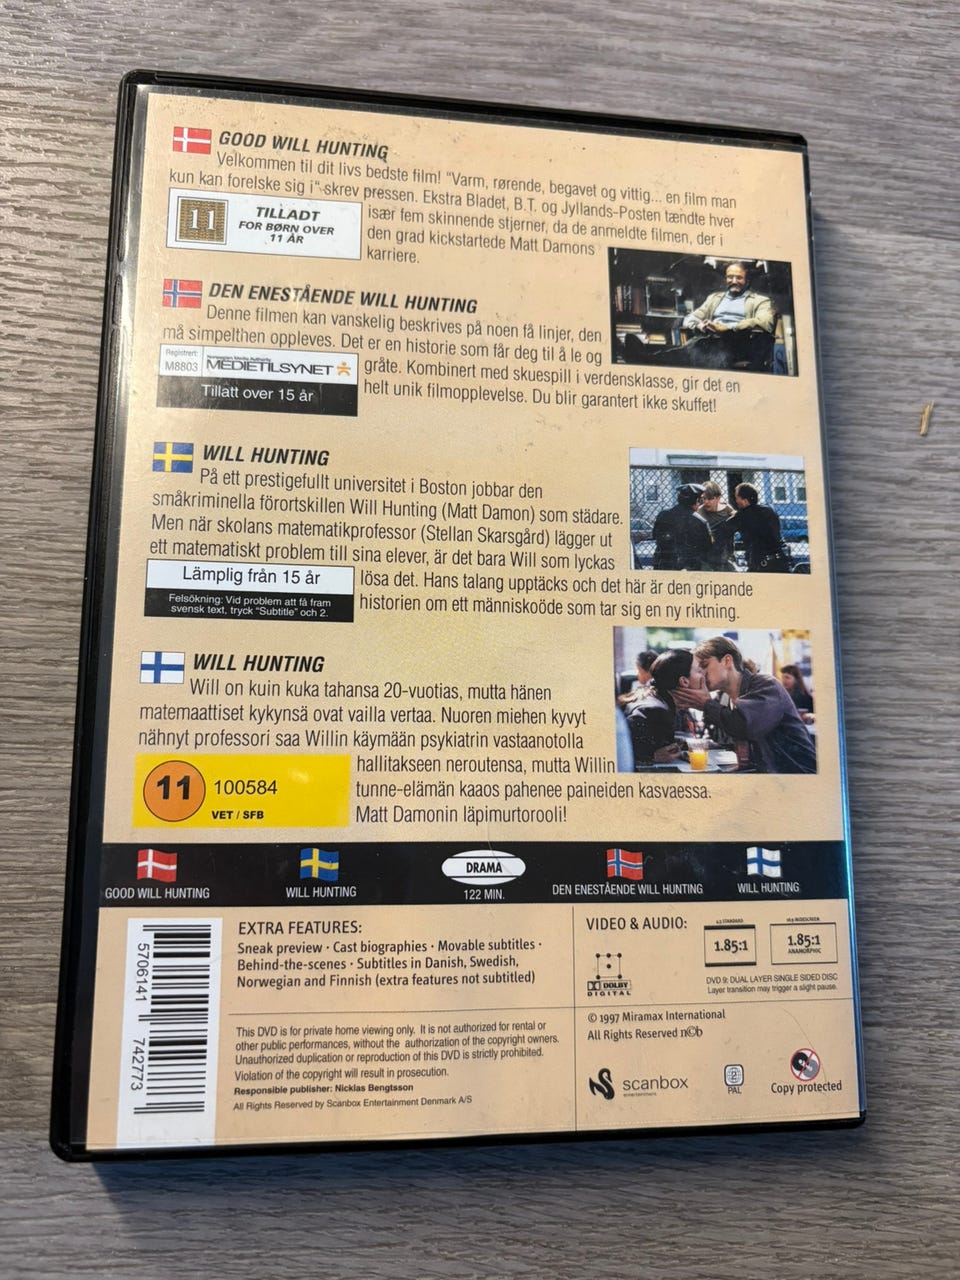 GOOD WILL HUNTING
Velkommen til dit livs bedste film! "Varm, rørende, begavet og vittig... en film man
kun kan forelske sig i" skrev pressen. Ekstra Bladet, B.T. og Jyllands-Posten tændte hver
især fem skinnende stjerner, da de anmeldte filmen, der i
den grad kickstartede Matt Damons
karriere.
11
TILLADT
FOR BØRN OVER
11 ÅR
DEN ENESTÅENDE WILL HUNTING
Denne filmen kan vanskelig beskrives på noen få linjer, den
må simpelthen oppleves. Det er en historie som får deg til å le og
gråte. Kombinert med skuespill i verdensklasse, gir det en
helt unik filmopplevelse. Du blir garantert ikke skuffet!
Registrert:
M8803
Norwegian Media Authority
MEDIETILSYNET
Tillatt over 15 år
WILL HUNTING
På ett prestigefullt universitet i Boston jobbar den
småkriminella förortskillen Will Hunting (Matt Damon) som städare.
Men när skolans matematikprofessor (Stellan Skarsgård) lägger ut
ett matematiskt problem till sina elever, är det bara Will som lyckas
lösa det. Hans talang upptäcks och det här är den gripande
historien om ett människoöde som tar sig en ny riktning.
Lämplig från 15 år
Felsökning: Vid problem att få fram
svensk text, tryck "Subtitle" och 2.
WILL HUNTING
Will on kuin kuka tahansa 20-vuotias, mutta hänen
matemaattiset kykynsä ovat vailla vertaa. Nuoren miehen kyvyt
nähnyt professori saa Willin käymään psykiatrin vastaanotolla
hallitakseen neroutensa, mutta Willin
tunne-elämän kaaos pahenee paineiden kasvaessa.
Matt Damonin läpimurtorooli!
11
100584
VET / SFB
GOOD WILL HUNTING
WILL HUNTING
DRAMA
122 MIN.
DEN ENESTÅENDE WILL HUNTING
WILL HUNTING
5706141 742773
EXTRA FEATURES:
Sneak preview · Cast biographies · Movable subtitles ·
Behind-the-scenes · Subtitles in Danish, Swedish,
Norwegian and Finnish (extra features not subtitled)
VIDEO & AUDIO:
DOLBY
DIGITAL
4:3 STANDARD
1.85:1
16:9 WIDESCREEN
1.85:1
ANAMORPHIC
DVD 9: DUAL LAYER SINGLE SIDED DISC
Layer transition may trigger a slight pause.
This DVD is for private home viewing only. It is not authorized for rental or
other public performances, without the authorization of the copyright owners.
Unauthorized duplication or reproduction of this DVD is strictly prohibited.
Violation of the copyright will result in prosecution.
Responsible publisher: Nicklas Bengtsson
All Rights Reserved by Scanbox Entertainment Denmark A/S
© 1997 Miramax International
All Rights Reserved n©b
scanbox
entertainment
2
PAL
Copy protected